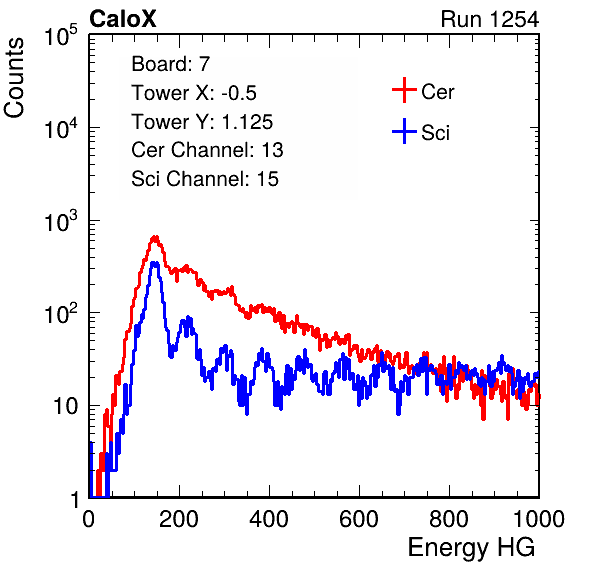 CaloX Run 1254
Counts
Board: 7
Tower X: -0.5
Tower Y: 1.125
Cer Channel: 13
Sci Channel: 15
Cer
Sci
10^5
10^4
10^3
10^2
10
1
0 200 400 600 800 1000
Energy HG